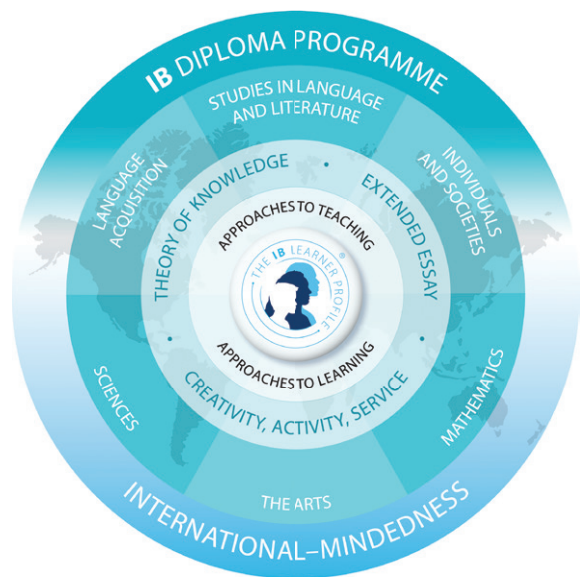 IB DIPLOMA PROGRAMME
STUDIES IN LANGUAGE
AND LITERATURE
LANGUAGE
ACQUISITION
INDIVIDUALS
AND SOCIETIES
THEORY OF KNOWLEDGE
•
EXTENDED ESSAY
•
APPROACHES TO TEACHING
THE IB LEARNER PROFILE
®
APPROACHES TO LEARNING
•
CREATIVITY, ACTIVITY, SERVICE
SCIENCES
MATHEMATICS
THE ARTS
INTERNATIONAL–MINDEDNESS